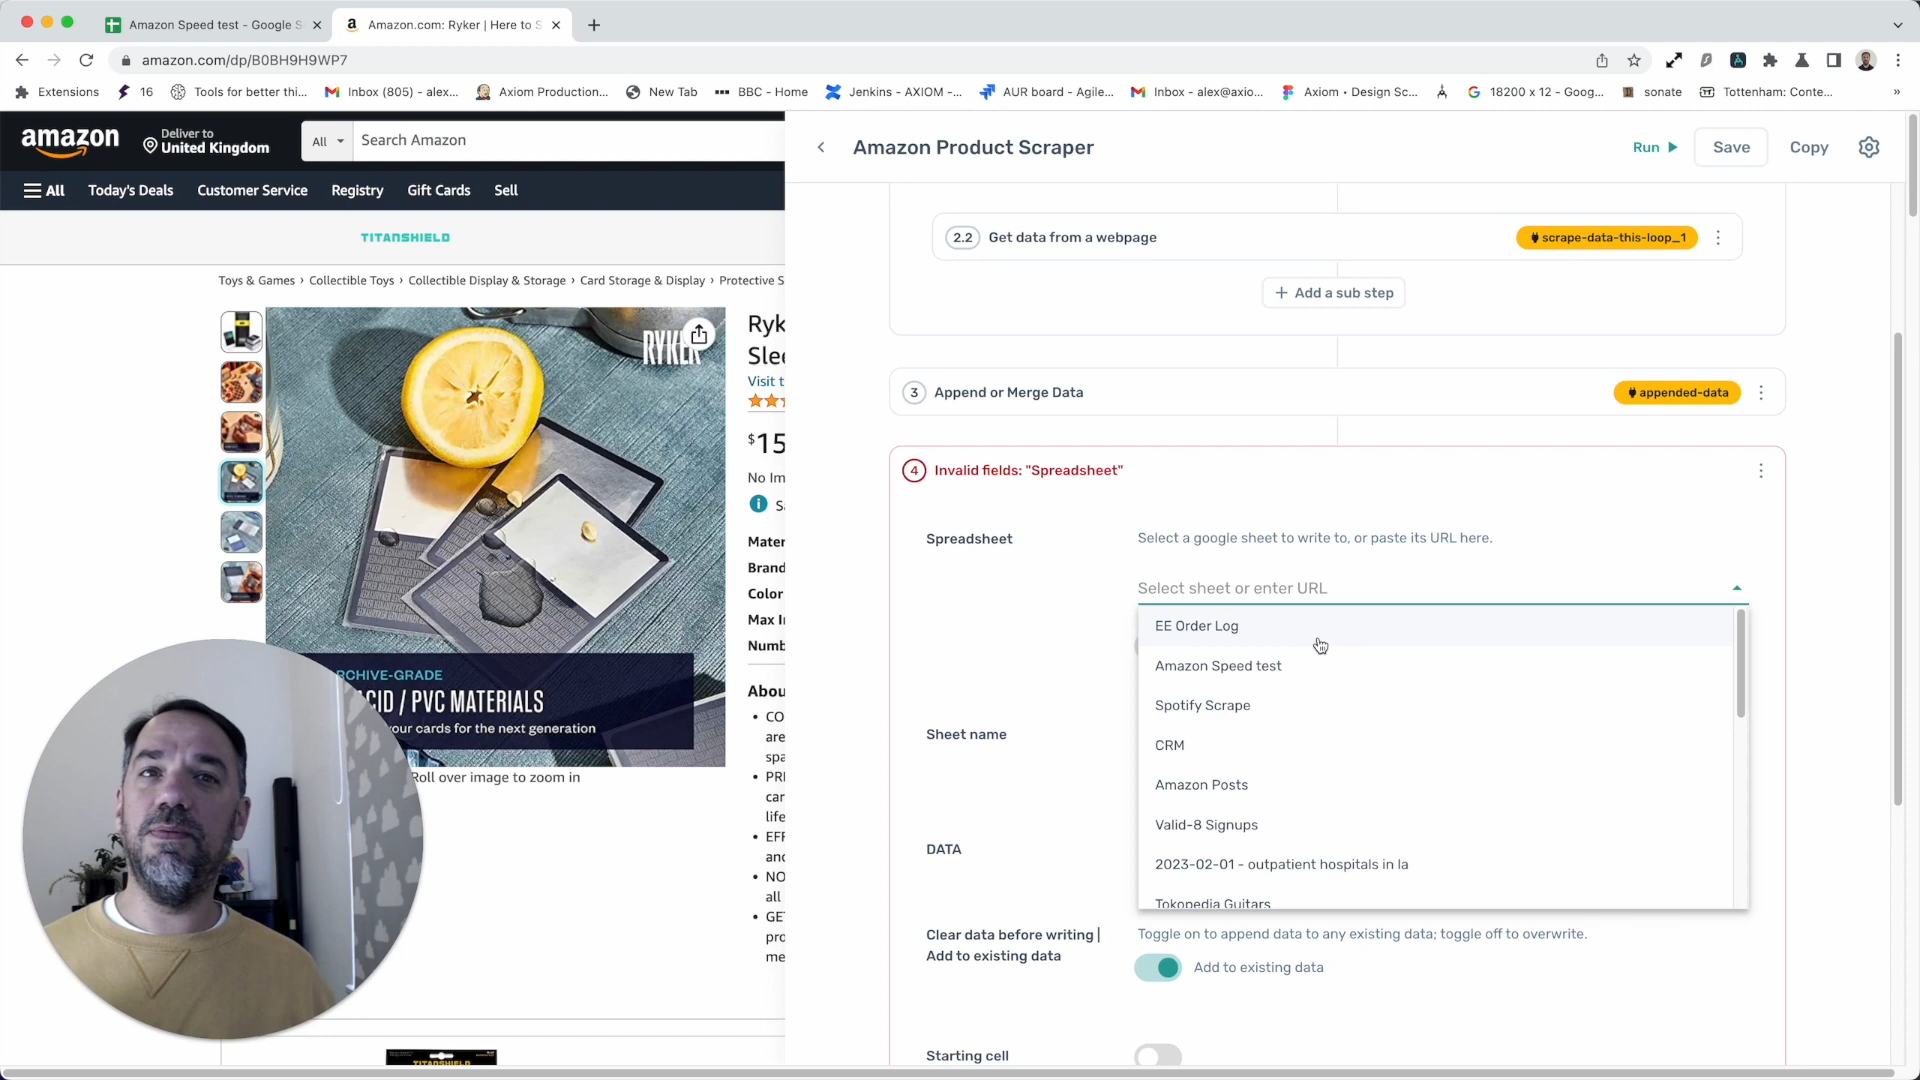 Amazon Speed test - Google S
Amazon.com: Ryker | Here to S
amazon.com/dp/B0BH9H9WP7
Extensions
16
Tools for better thi...
Inbox (805) - alex...
Axiom Production...
New Tab
BBC - Home
Jenkins - AXIOM -...
AUR board - Agile...
Inbox - alex@axio...
Axiom • Design Sc...
18200 x 12 - Goog...
sonate
Tottenham: Conte...
»
amazon
Deliver to
United Kingdom
All
Search Amazon
All
Today's Deals
Customer Service
Registry
Gift Cards
Sell
TITANSHIELD
Toys & Games › Collectible Toys › Collectible Display & Storage › Card Storage & Display › Protective S
RYKER
Ryk
Slee
Visit t
$15
No Im
Sa
Mater
Brand
Color
Max In
Numb
Abou
• CO
are
spa
• PRE
car
life
• EFF
and
• NO
all
• GET
pro
me
RCHIVE-GRADE
CID / PVC MATERIALS
your cards for the next generation
Roll over image to zoom in
TITANSHIELD
Amazon Product Scraper
Run
Save
Copy
2.2 Get data from a webpage
scrape-data-this-loop_1
+ Add a sub step
3 Append or Merge Data
appended-data
4 Invalid fields: "Spreadsheet"
Spreadsheet
Select a google sheet to write to, or paste its URL here.
Select sheet or enter URL
EE Order Log
Amazon Speed test
Spotify Scrape
CRM
Amazon Posts
Valid-8 Signups
2023-02-01 - outpatient hospitals in la
Tokopedia Guitars
Sheet name
DATA
Clear data before writing |
Add to existing data
Toggle on to append data to any existing data; toggle off to overwrite.
Add to existing data
Starting cell